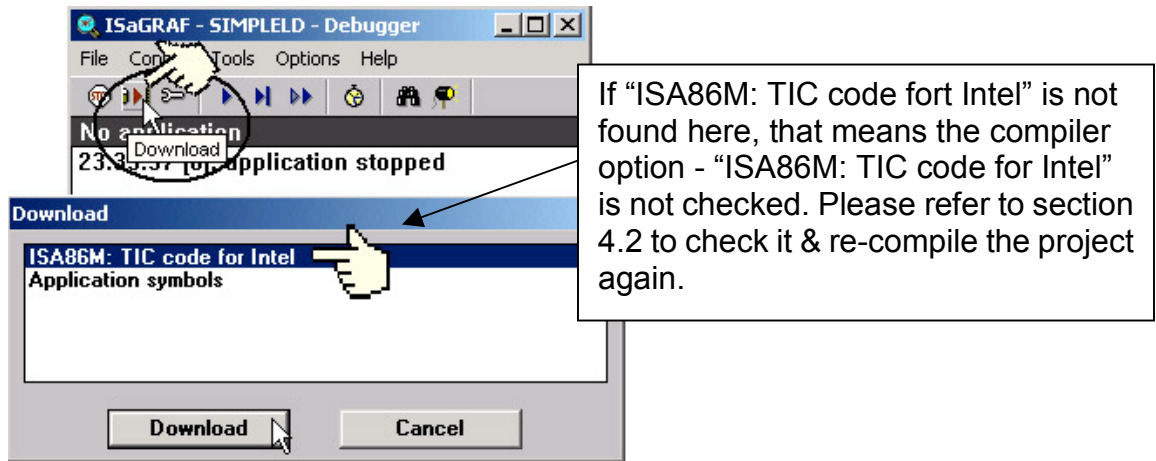 ISaGRAF - SIMPLELD - Debugger
File Tools Options Help
No application
Download
application stopped
If “ISA86M: TIC code fort Intel” is not
found here, that means the compiler
option - “ISA86M: TIC code for Intel”
is not checked. Please refer to section
4.2 to check it & re-compile the project
again.
Download
ISA86M: TIC code for Intel
Application symbols
Download Cancel